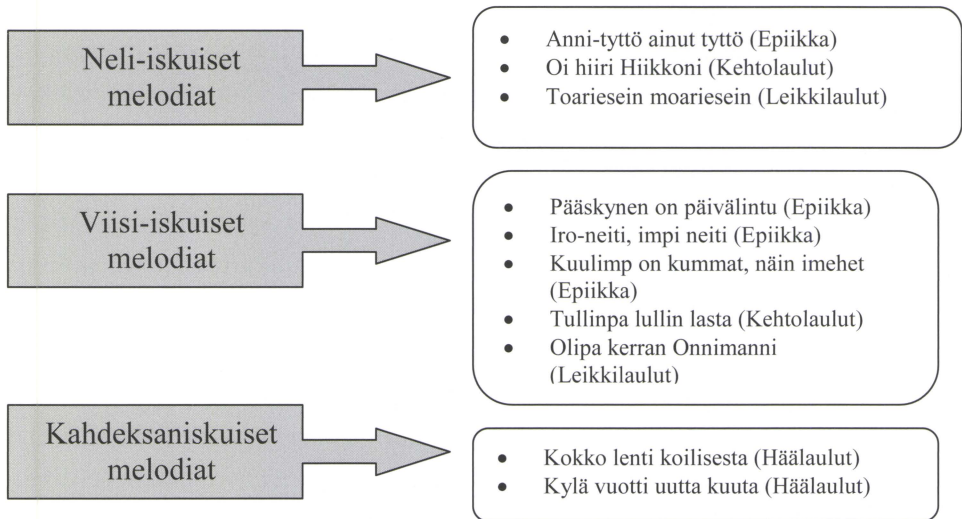 Neli-iskuiset
melodiat
• Anni-tyttö ainut tyttö (Epiikka)
• Oi hiiri Hiikkoni (Kehtolaulut)
• Toariesein moariesein (Leikkilaulut)
Viisi-iskuiset
melodiat
• Pääskynen on päivälintu (Epiikka)
• Iro-neiti, impi neiti (Epiikka)
• Kuulimp on kummat, näin imehet
(Epiikka)
• Tullinpa lullin lasta (Kehtolaulut)
• Olipa kerran Onnimanni
(Leikkilaulut)
Kahdeksaniskuiset
melodiat
• Kokko lenti koilisesta (Häälaulut)
• Kylä vuotti uutta kuuta (Häälaulut)